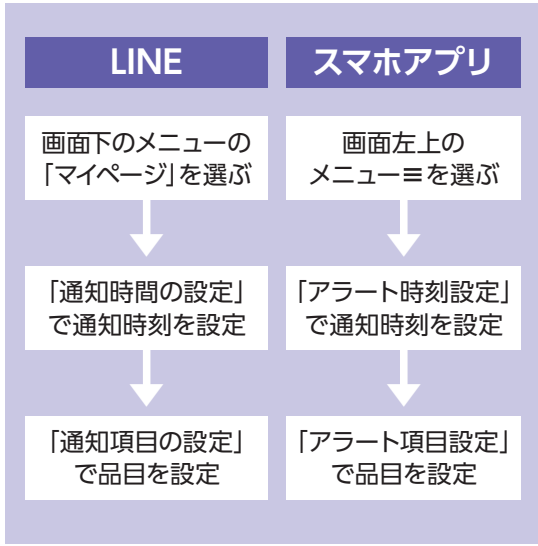 LINE
画面下のメニューの
「マイページ」を選ぶ
「通知時間の設定」
で通知時刻を設定
「通知項目の設定」
で品目を設定
スマホアプリ
画面左上の
メニュー≡を選ぶ
「アラート時刻設定」
で通知時刻を設定
「アラート項目設定」
で品目を設定